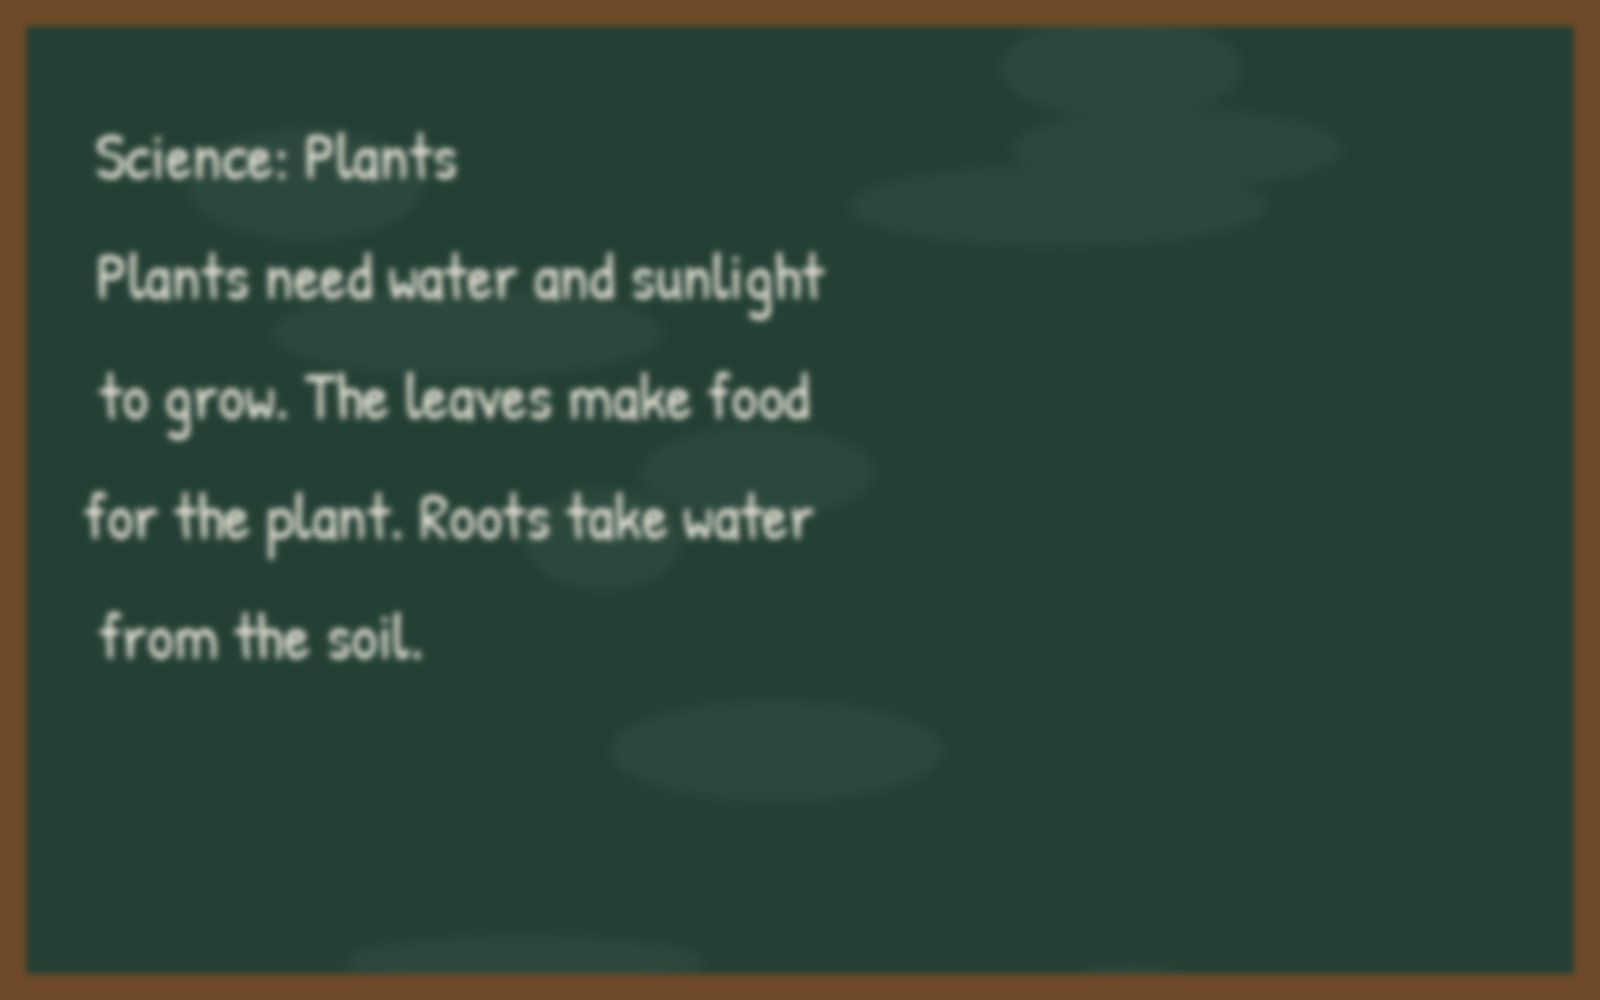 Science: Plants
Plants need water and sunlight
to grow. The leaves make food
for the plant. Roots take water
from the soil.